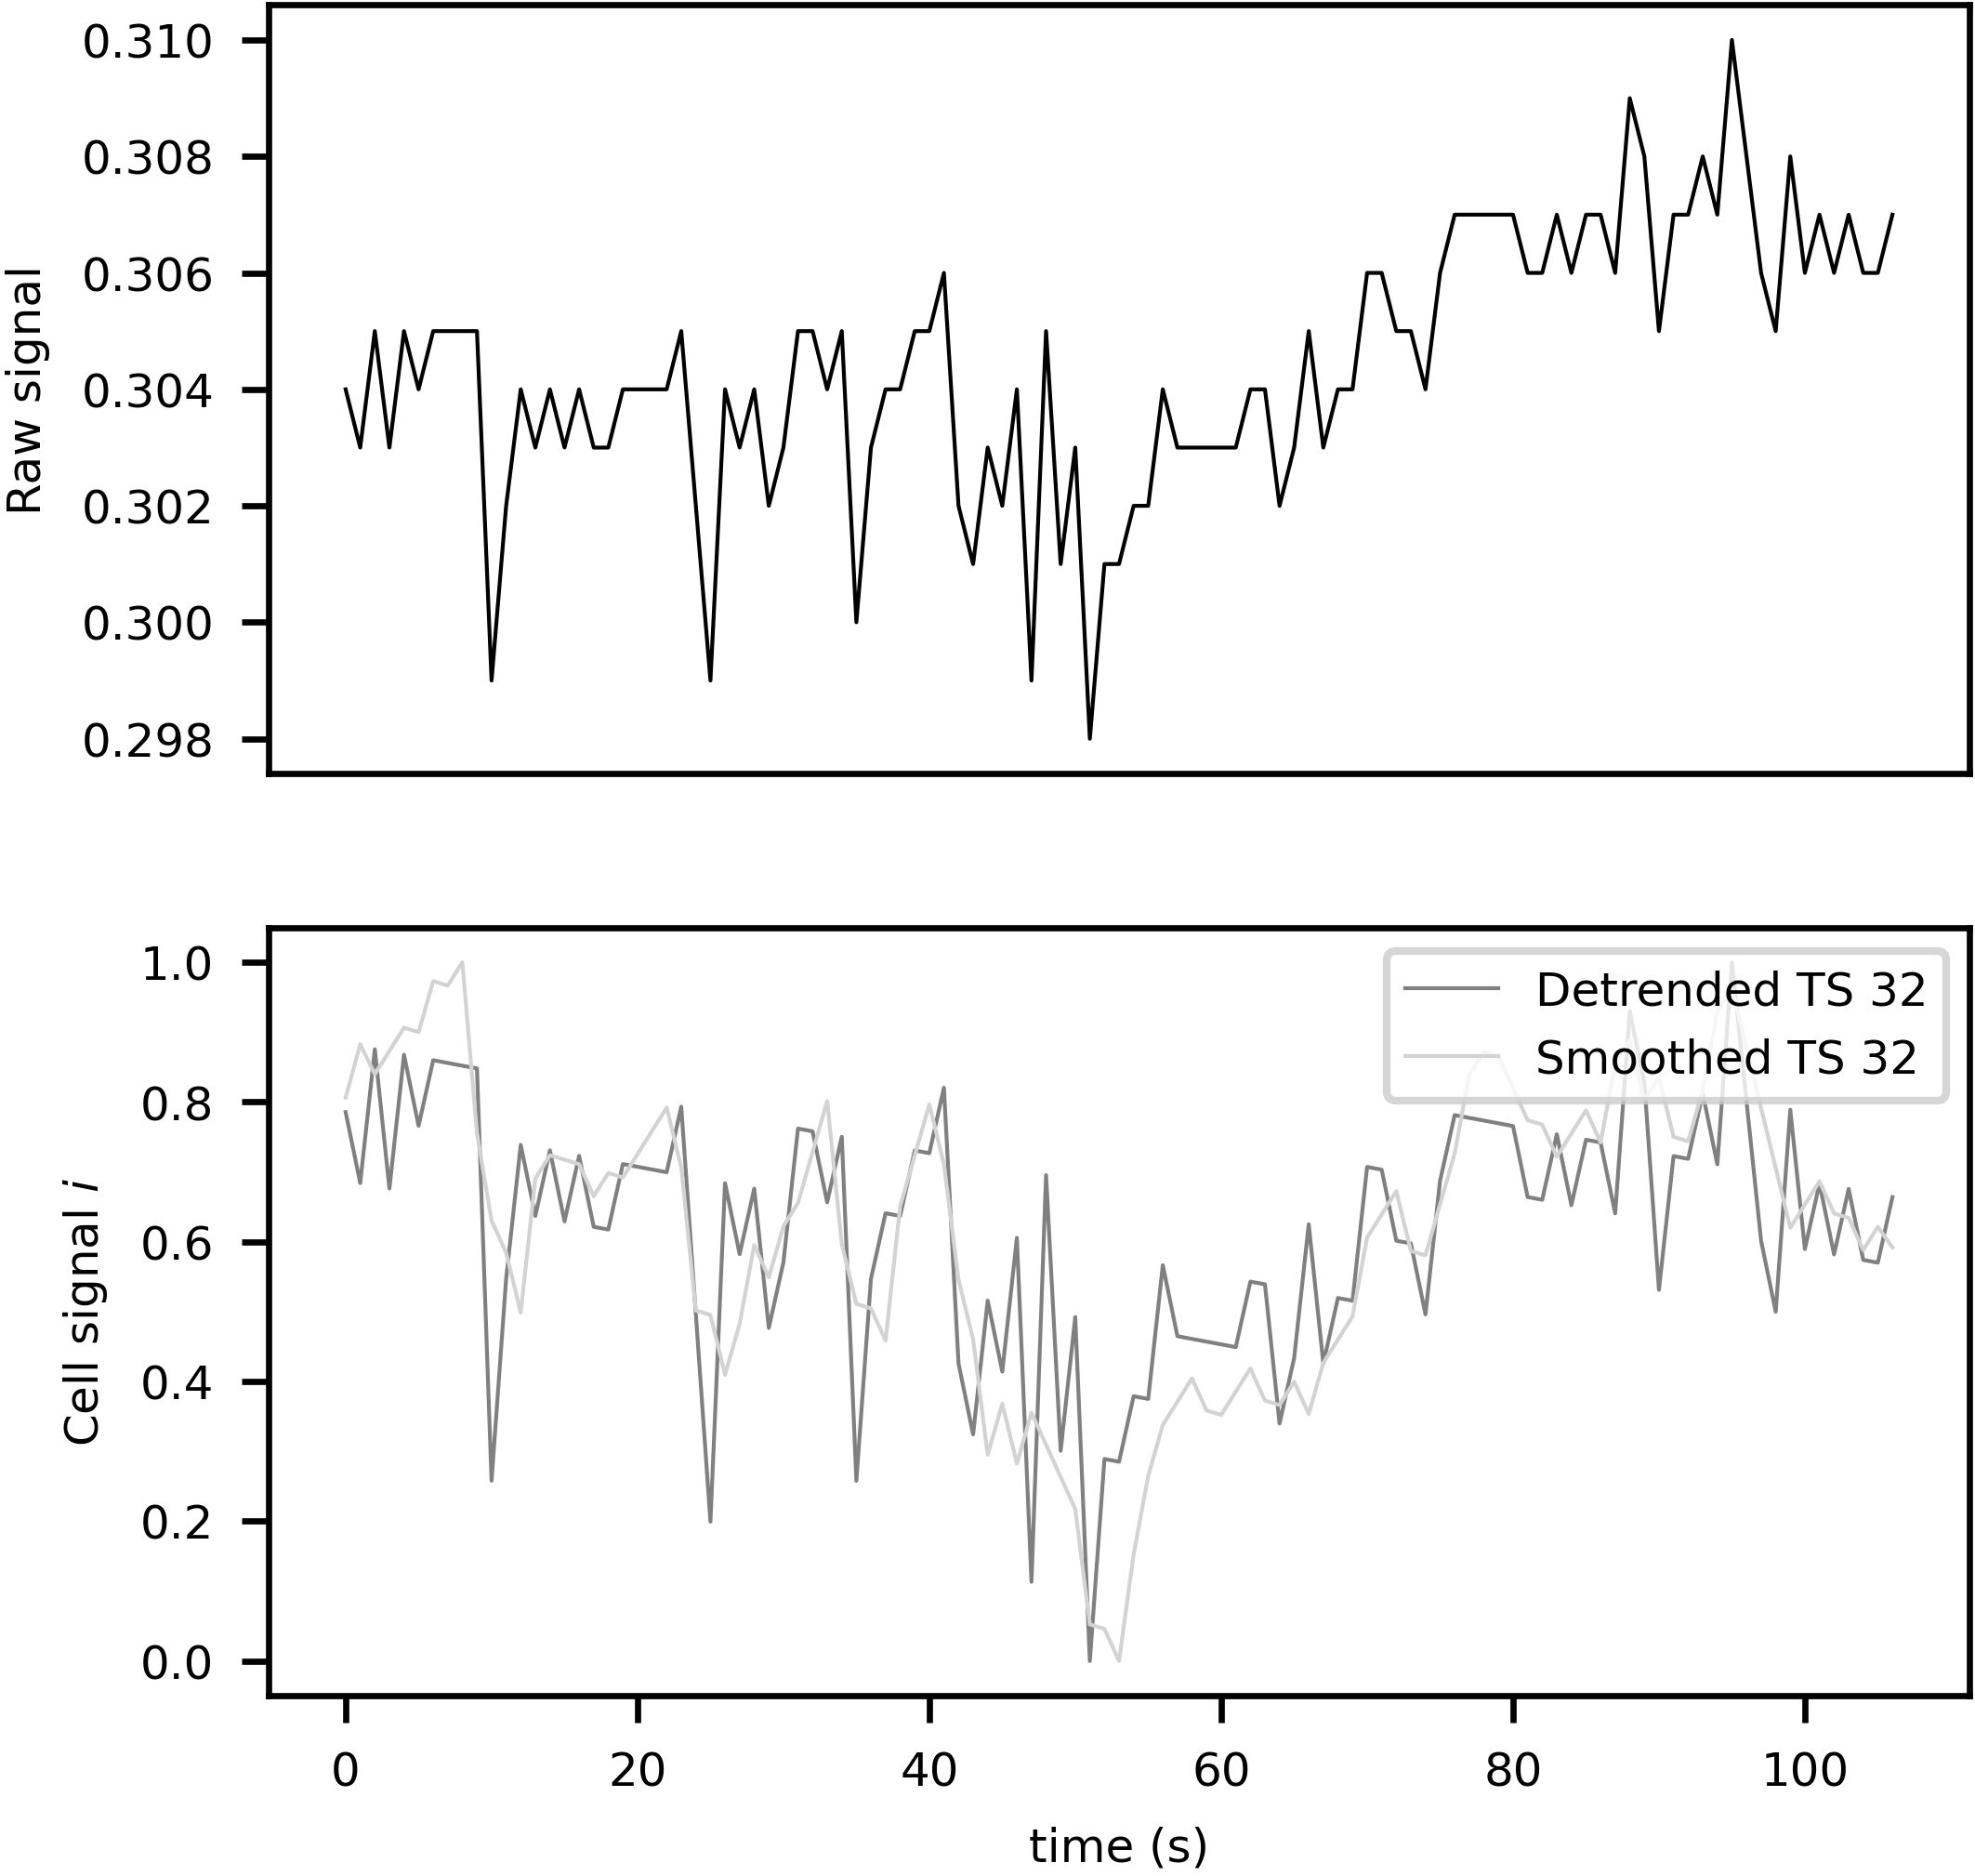 0.310
0.308
0.306
0.304
0.302
0.300
0.298
Raw signal
1.0
0.8
0.6
0.4
0.2
0.0
Cell signal i
Detrended TS 32
Smoothed TS 32
0 20 40 60 80 100
time (s)